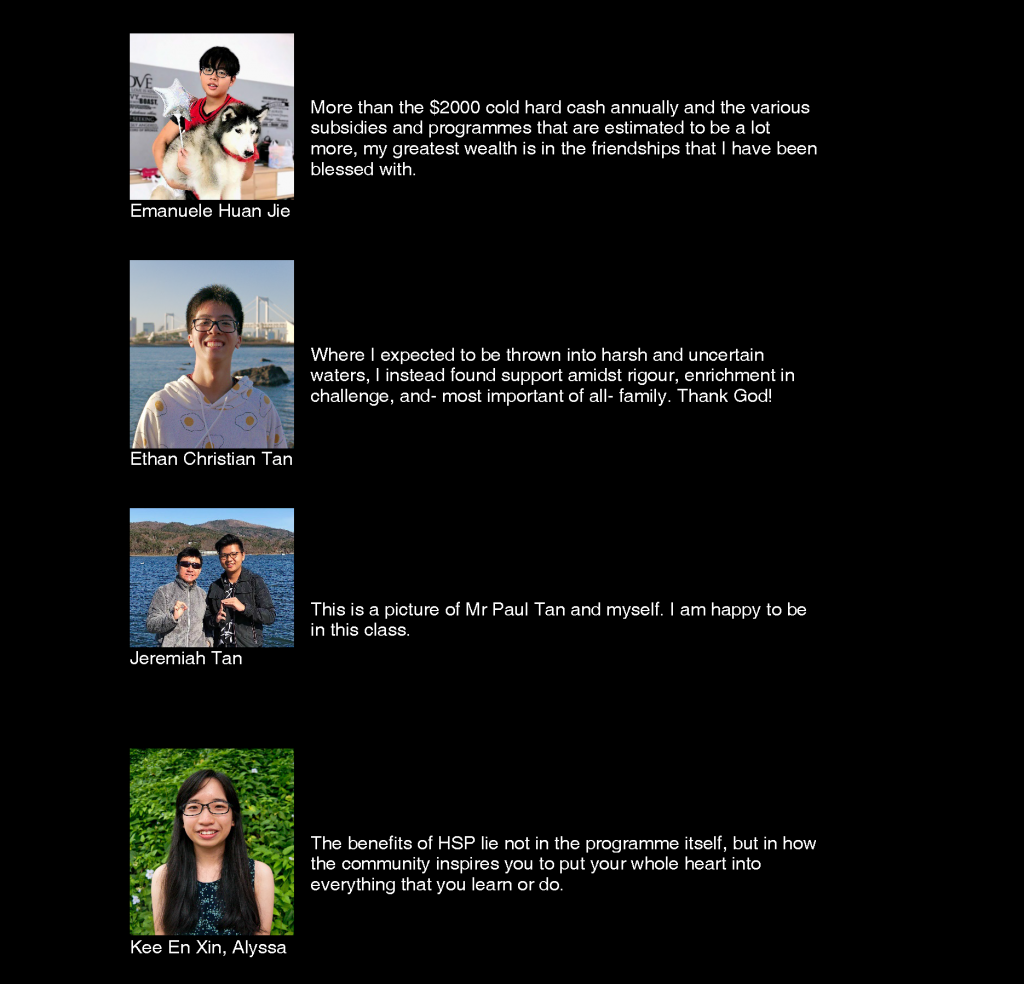 OVE
BOAST
More than the $2000 cold hard cash annually and the various
subsidies and programmes that are estimated to be a lot
more, my greatest wealth is in the friendships that I have been
blessed with.
Emanuele Huan Jie
Where I expected to be thrown into harsh and uncertain
waters, I instead found support amidst rigour, enrichment in
challenge, and- most important of all- family. Thank God!
Ethan Christian Tan
This is a picture of Mr Paul Tan and myself. I am happy to be
in this class.
Jeremiah Tan
The benefits of HSP lie not in the programme itself, but in how
the community inspires you to put your whole heart into
everything that you learn or do.
Kee En Xin, Alyssa